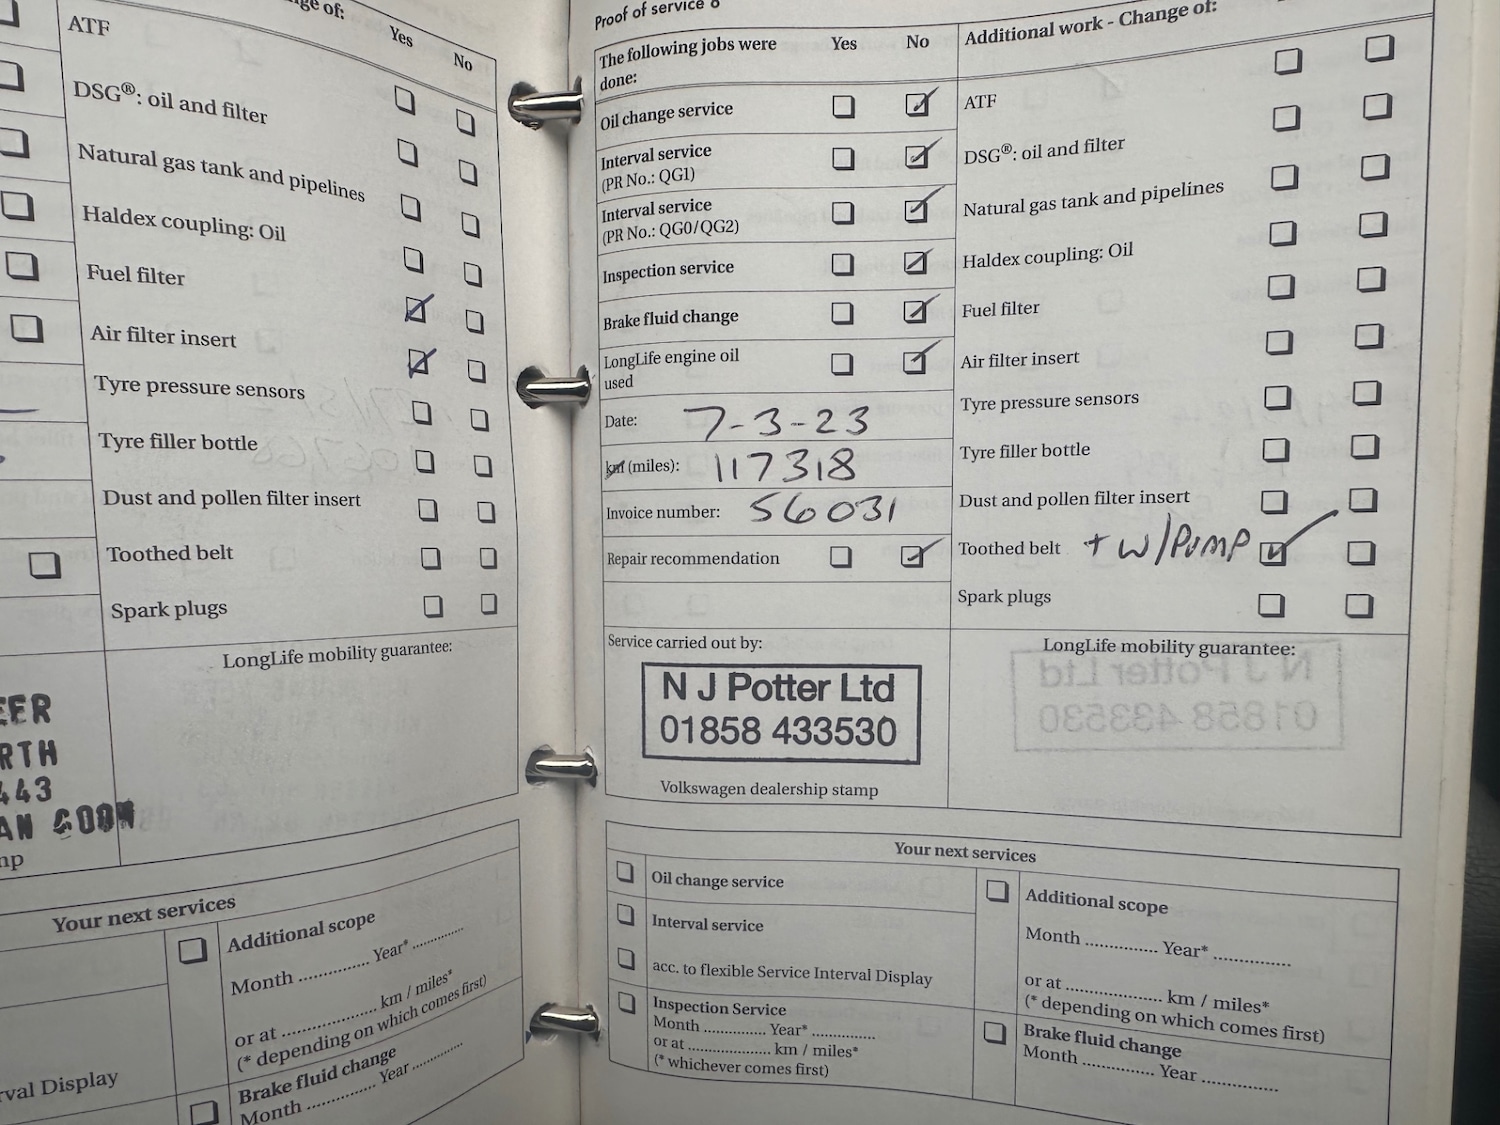 ge of:
Yes
No
ATF
DSG®: oil and filter
Natural gas tank and pipelines
Haldex coupling: Oil
Fuel filter
Air filter insert
Tyre pressure sensors
Tyre filler bottle
Dust and pollen filter insert
Toothed belt
Spark plugs
LongLife mobility guarantee:
EER
RTH
443
AN GOOW
mp
Your next services
Additional scope
Month .............. Year* ..............
or at ...................... km / miles*
(* depending on which comes first)
rval Display
Brake fluid change
Month .............. Year ..............
Proof of service 8
The following jobs were
done:
Yes
No
Oil change service
Interval service
(PR No.: QG1)
Interval service
(PR No.: QG0/QG2)
Inspection service
Brake fluid change
LongLife engine oil
used
Date: 7-3-23
km (miles): 117318
Invoice number: 56031
Repair recommendation
Service carried out by:
N J Potter Ltd
01858 433530
Volkswagen dealership stamp
Additional work - Change of:
ATF
DSG®: oil and filter
Natural gas tank and pipelines
Haldex coupling: Oil
Fuel filter
Air filter insert
Tyre pressure sensors
Tyre filler bottle
Dust and pollen filter insert
Toothed belt + W/PUMP
Spark plugs
LongLife mobility guarantee:
N J Potter Ltd
01858 433530
Your next services
Oil change service
Interval service
acc. to flexible Service Interval Display
Inspection Service
Month .............. Year* ..............
or at ...................... km / miles*
(* whichever comes first)
Additional scope
Month .............. Year* ..............
or at ...................... km / miles*
(* depending on which comes first)
Brake fluid change
Month .............. Year ..............